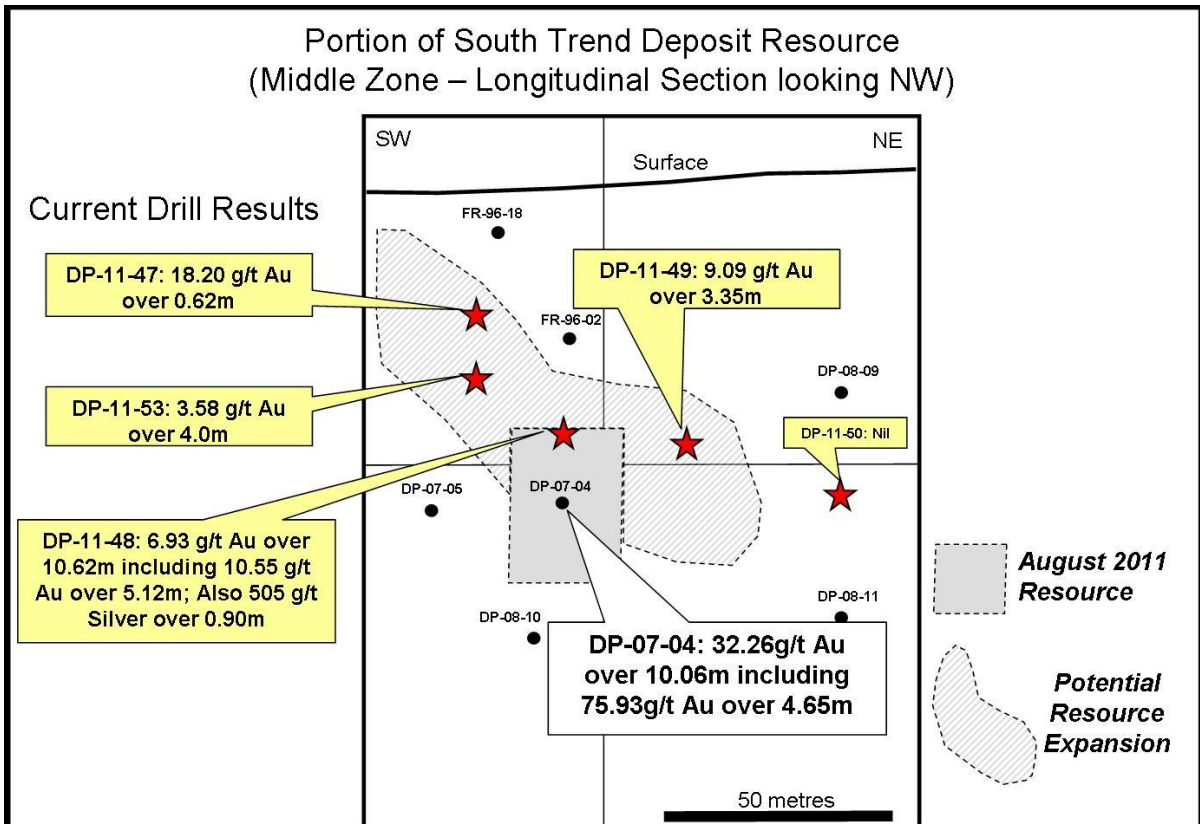 Portion of South Trend Deposit Resource
(Middle Zone – Longitudinal Section looking NW)
SW
NE
Surface
Current Drill Results
FR-96-18
DP-11-47: 18.20 g/t Au
over 0.62m
DP-11-49: 9.09 g/t Au
over 3.35m
FR-96-02
DP-08-09
DP-11-53: 3.58 g/t Au
over 4.0m
DP-11-50: Nil
DP-07-05
DP-07-04
DP-11-48: 6.93 g/t Au over
10.62m including 10.55 g/t
Au over 5.12m; Also 505 g/t
Silver over 0.90m
August 2011
Resource
DP-08-10
DP-08-11
DP-07-04: 32.26g/t Au
over 10.06m including
75.93g/t Au over 4.65m
Potential
Resource
Expansion
50 metres